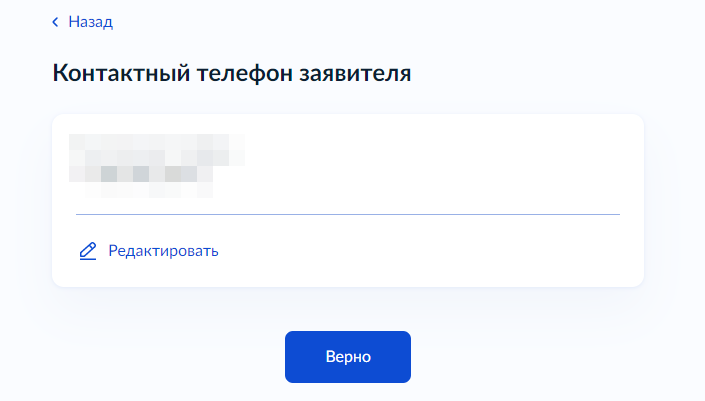 Назад
Контактный телефон заявителя
Редактировать
Верно